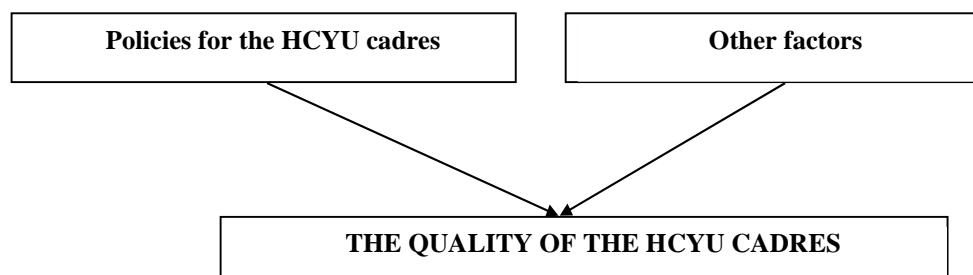 Policies for the HCYU cadres
Other factors
THE QUALITY OF THE HCYU CADRES